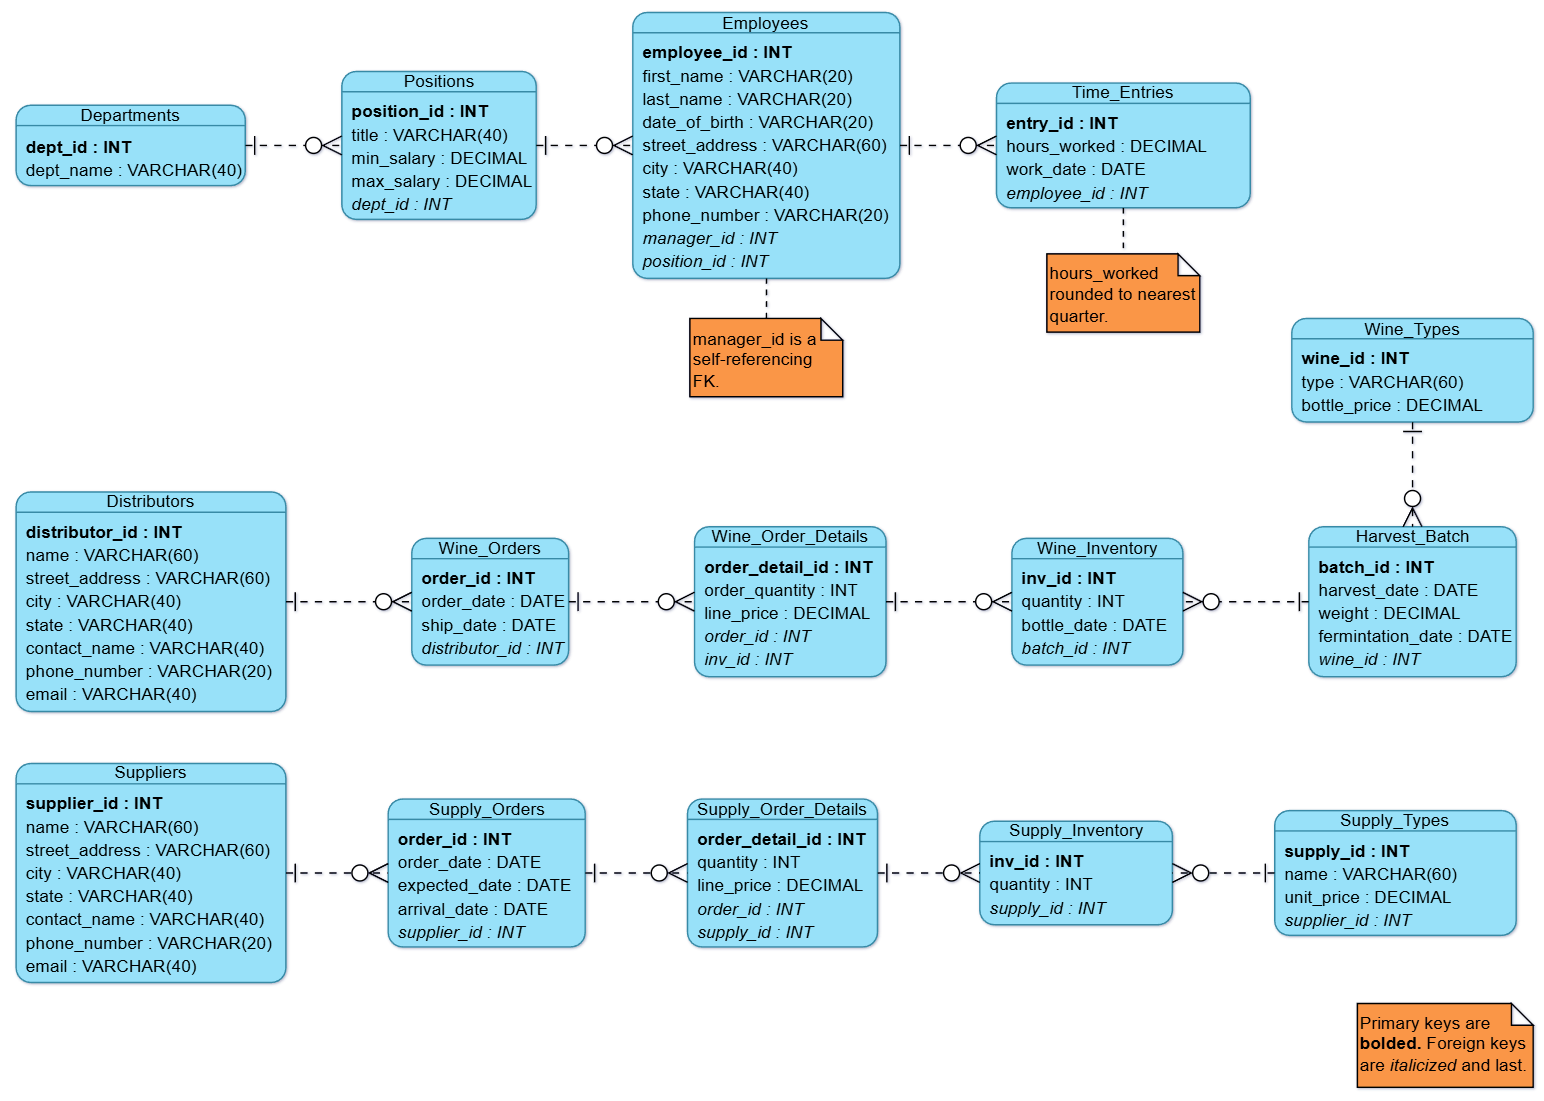 Departments
dept_id : INT
dept_name : VARCHAR(40)
Positions
position_id : INT
title : VARCHAR(40)
min_salary : DECIMAL
max_salary : DECIMAL
dept_id : INT
Employees
employee_id : INT
first_name : VARCHAR(20)
last_name : VARCHAR(20)
date_of_birth : VARCHAR(20)
street_address : VARCHAR(60)
city : VARCHAR(40)
state : VARCHAR(40)
phone_number : VARCHAR(20)
manager_id : INT
position_id : INT
Time_Entries
entry_id : INT
hours_worked : DECIMAL
work_date : DATE
employee_id : INT
manager_id is a
self-referencing
FK.
hours_worked
rounded to nearest
quarter.
Wine_Types
wine_id : INT
type : VARCHAR(60)
bottle_price : DECIMAL
Distributors
distributor_id : INT
name : VARCHAR(60)
street_address : VARCHAR(60)
city : VARCHAR(40)
state : VARCHAR(40)
contact_name : VARCHAR(40)
phone_number : VARCHAR(20)
email : VARCHAR(40)
Wine_Orders
order_id : INT
order_date : DATE
ship_date : DATE
distributor_id : INT
Wine_Order_Details
order_detail_id : INT
order_quantity : INT
line_price : DECIMAL
order_id : INT
inv_id : INT
Wine_Inventory
inv_id : INT
quantity : INT
bottle_date : DATE
batch_id : INT
Harvest_Batch
batch_id : INT
harvest_date : DATE
weight : DECIMAL
fermintation_date : DATE
wine_id : INT
Suppliers
supplier_id : INT
name : VARCHAR(60)
street_address : VARCHAR(60)
city : VARCHAR(40)
state : VARCHAR(40)
contact_name : VARCHAR(40)
phone_number : VARCHAR(20)
email : VARCHAR(40)
Supply_Orders
order_id : INT
order_date : DATE
expected_date : DATE
arrival_date : DATE
supplier_id : INT
Supply_Order_Details
order_detail_id : INT
quantity : INT
line_price : DECIMAL
order_id : INT
supply_id : INT
Supply_Inventory
inv_id : INT
quantity : INT
supply_id : INT
Supply_Types
supply_id : INT
name : VARCHAR(60)
unit_price : DECIMAL
supplier_id : INT
Primary keys are
bolded. Foreign keys
are italicized and last.